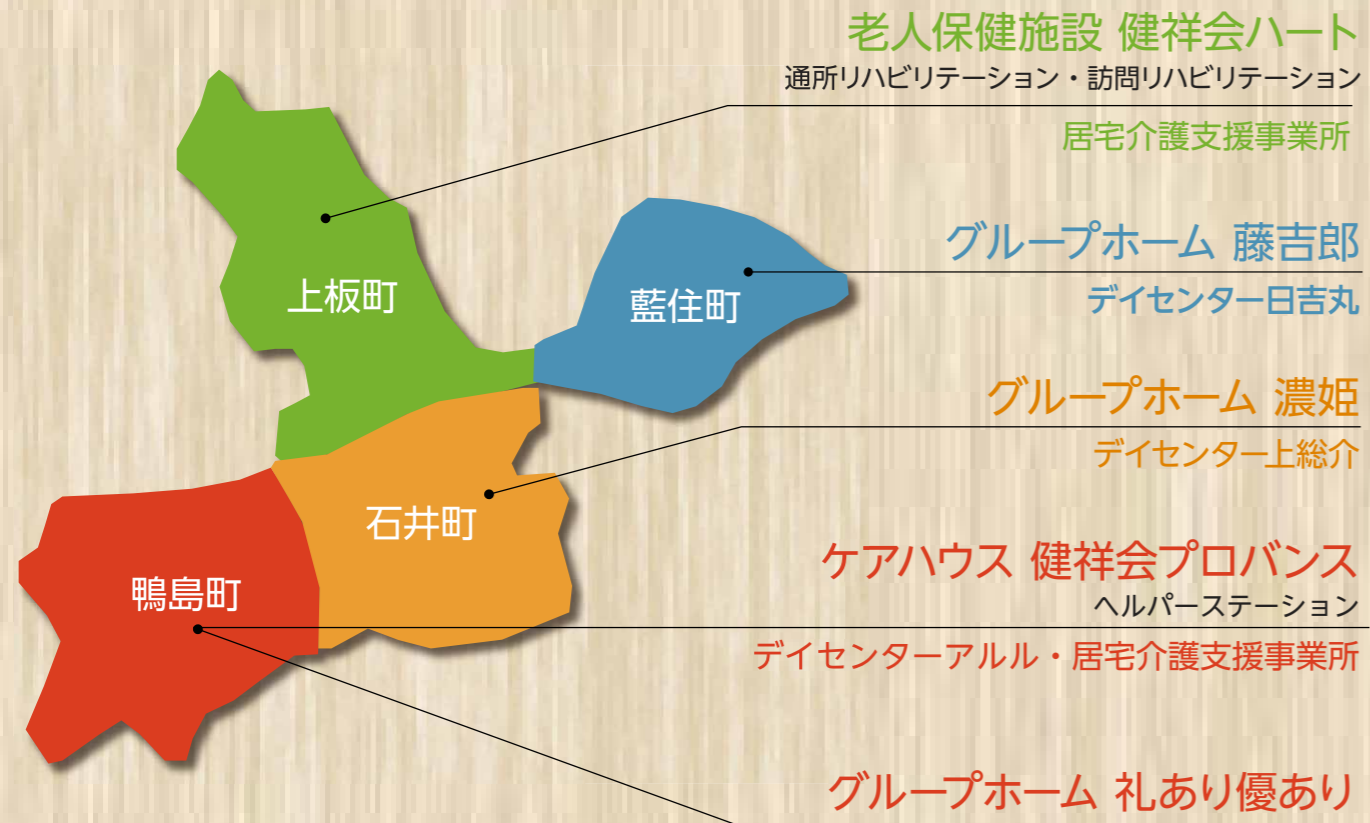 老人保健施設 健祥会ハート
通所リハビリテーション・訪問リハビリテーション
居宅介護支援事業所
グループホーム 藤吉郎
デイセンター日吉丸
グループホーム 濃姫
デイセンター上総介
ケアハウス 健祥会プロバンス
ヘルパーステーション
デイセンターアルル・居宅介護支援事業所
グループホーム 礼あり優あり
上板町
藍住町
石井町
鴨島町